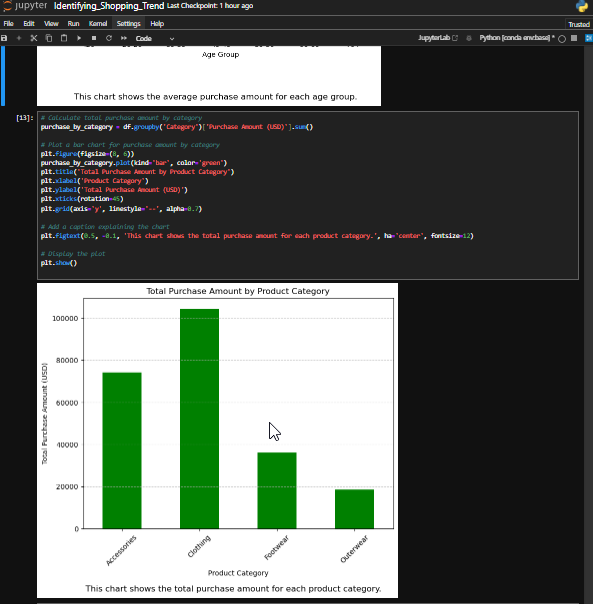 jupyter Identifying_Shopping_Trend Last Checkpoint: 1 hour ago
File Edit View Run Kernel Settings Help Trusted
Code JupyterLab Python [conda env:base] *
Age Group
This chart shows the average purchase amount for each age group.
[13]:
# Calculate total purchase amount by category
purchase_by_category = df.groupby('Category')['Purchase Amount (USD)'].sum()
# Plot a bar chart for purchase amount by category
plt.figure(figsize=(8, 6))
purchase_by_category.plot(kind='bar', color='green')
plt.title('Total Purchase Amount by Product Category')
plt.xlabel('Product Category')
plt.ylabel('Total Purchase Amount (USD)')
plt.xticks(rotation=45)
plt.grid(axis='y', linestyle='--', alpha=0.7)
# Add a caption explaining the chart
plt.figtext(0.5, -0.1, 'This chart shows the total purchase amount for each product category.', ha='center', fontsize=12)
# Display the plot
plt.show()
Total Purchase Amount by Product Category
Total Purchase Amount (USD)
100000
80000
60000
40000
20000
0
Accessories Clothing Footwear Outerwear
Product Category
This chart shows the total purchase amount for each product category.